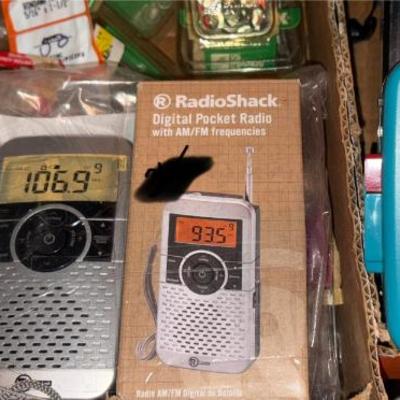 RadioShack
Digital Pocket Radio
with AM/FM frequencies
106.9
93.5
Radio AM/FM Digital de Bolsillo